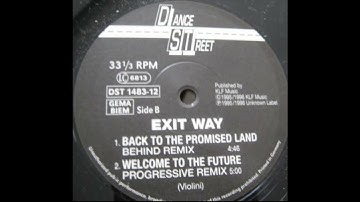 DANCE
STREET
33⅓ RPM
LC 6813
DST 1483-12
GEMA
BIEM
Side B
Published by
KLF Music
©1995/1996 KLF Music
℗1995/1996 Unknown Label
EXIT WAY
1. BACK TO THE PROMISED LAND
BEHIND REMIX 4:46
2. WELCOME TO THE FUTURE
PROGRESSIVE REMIX 5:00
(Violini)